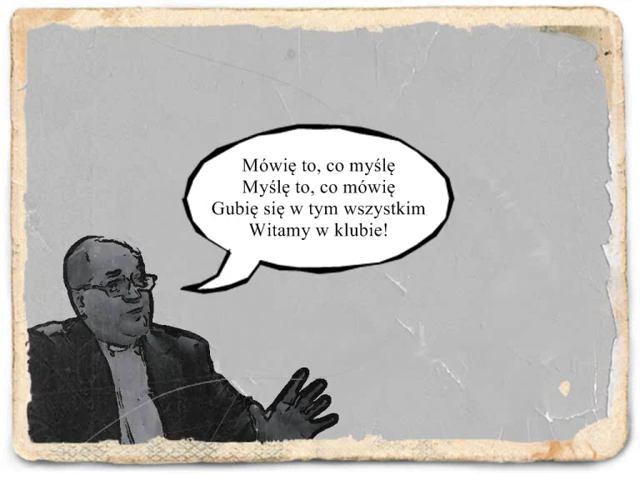 Mówię to, co myślę
Myślę to, co mówię
Gubię się w tym wszystkim
Witamy w klubie!